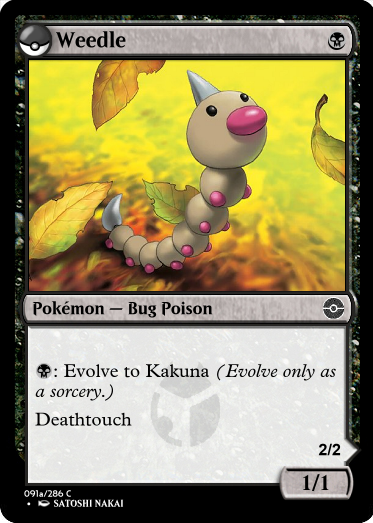 Weedle
Pokémon — Bug Poison
: Evolve to Kakuna (Evolve only as
a sorcery.)
Deathtouch
2/2
1/1
091a/286 C
• SATOSHI NAKAI